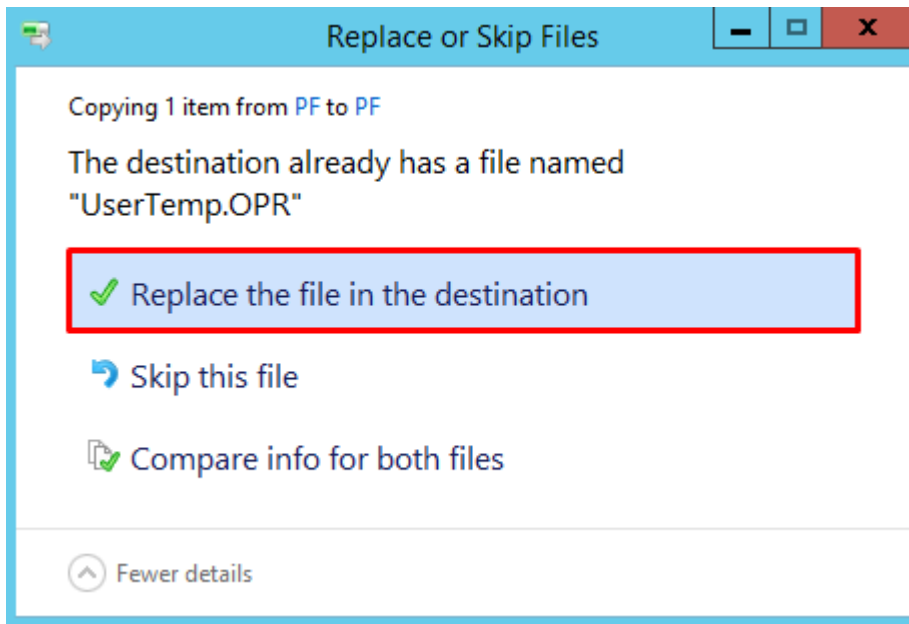 Replace or Skip Files
Copying 1 item from PF to PF
The destination already has a file named
"UserTemp.OPR"
Replace the file in the destination
Skip this file
Compare info for both files
Fewer details